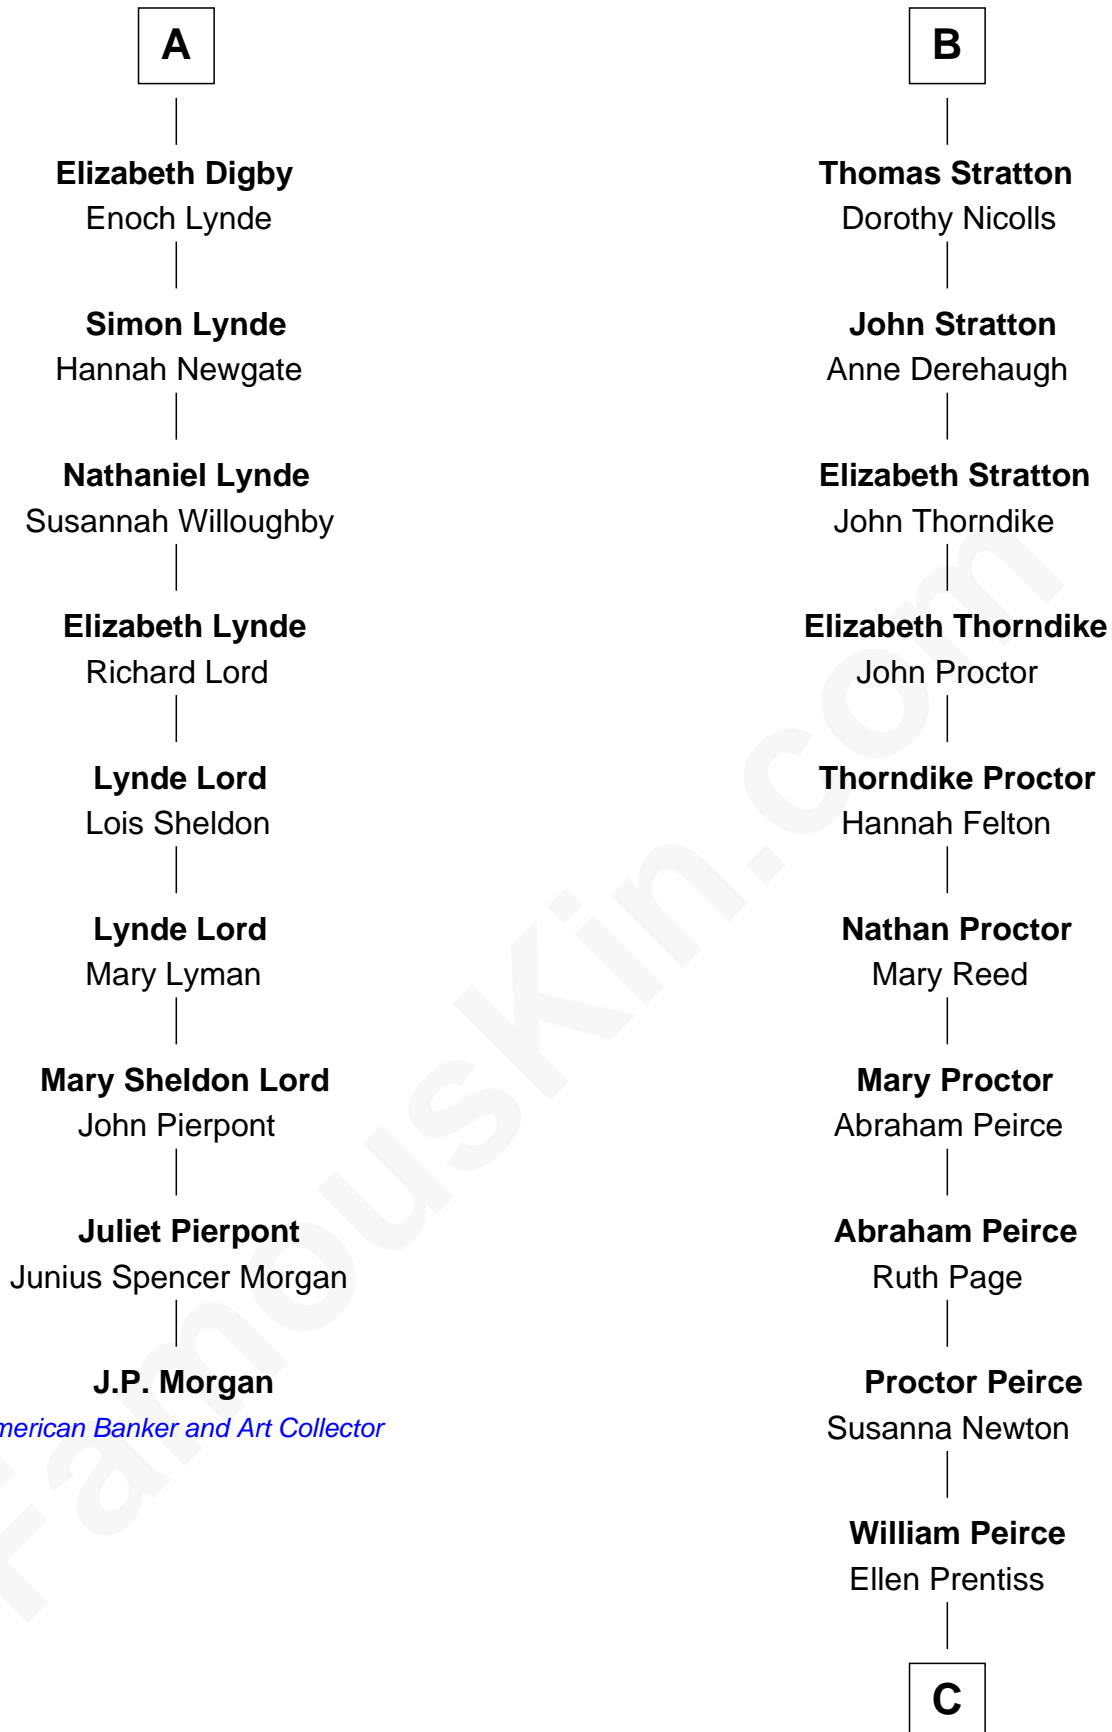 A
Elizabeth Digby
Enoch Lynde
Simon Lynde
Hannah Newgate
Nathaniel Lynde
Susannah Willoughby
Elizabeth Lynde
Richard Lord
Lynde Lord
Lois Sheldon
Lynde Lord
Mary Lyman
Mary Sheldon Lord
John Pierpont
Juliet Pierpont
Junius Spencer Morgan
J.P. Morgan
merican Banker and Art Collector
B
Thomas Stratton
Dorothy Nicolls
John Stratton
Anne Derehaugh
Elizabeth Stratton
John Thorndike
Elizabeth Thorndike
John Proctor
Thorndike Proctor
Hannah Felton
Nathan Proctor
Mary Reed
Mary Proctor
Abraham Peirce
Abraham Peirce
Ruth Page
Proctor Peirce
Susanna Newton
William Peirce
Ellen Prentiss
C
FamousKin.com